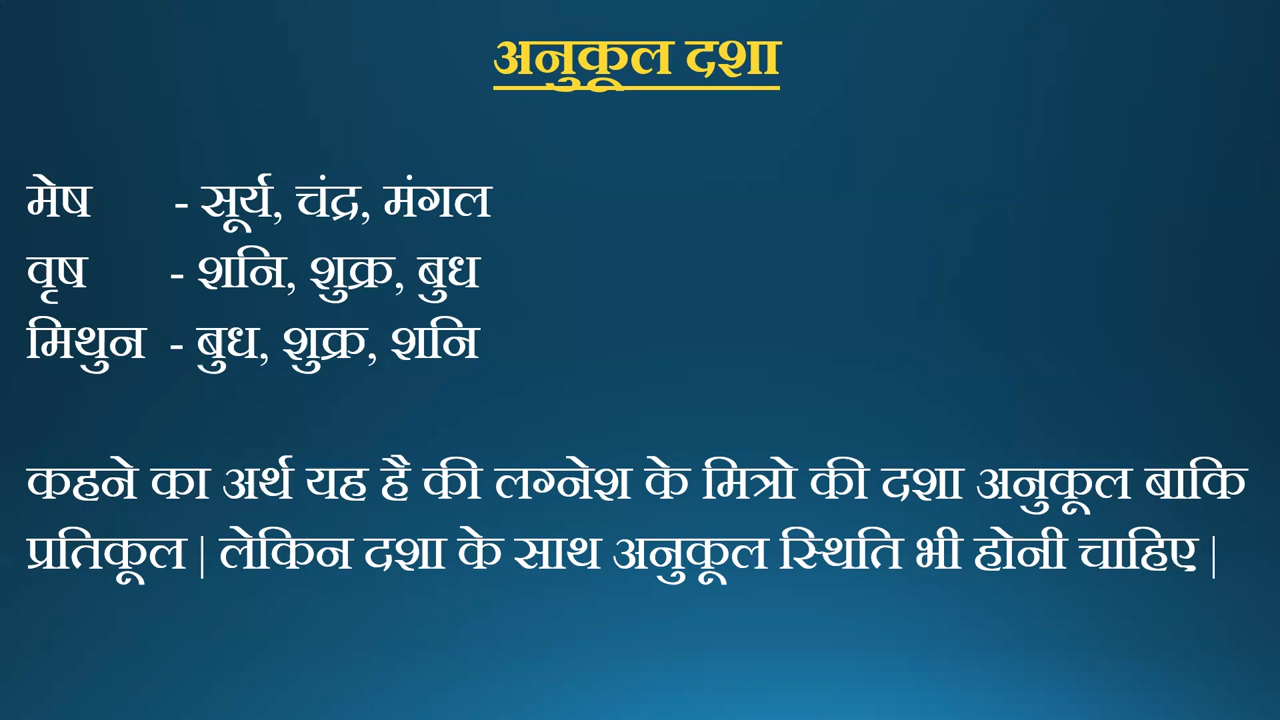 अनुकूल दशा
मेष - सूर्य, चंद्र, मंगल
वृष - शनि, शुक्र, बुध
मिथुन - बुध, शुक्र, शनि
कहने का अर्थ यह है की लग्नेश के मित्रो की दशा अनुकूल बाकि
प्रतिकूल | लेकिन दशा के साथ अनुकूल स्थिति भी होनी चाहिए |